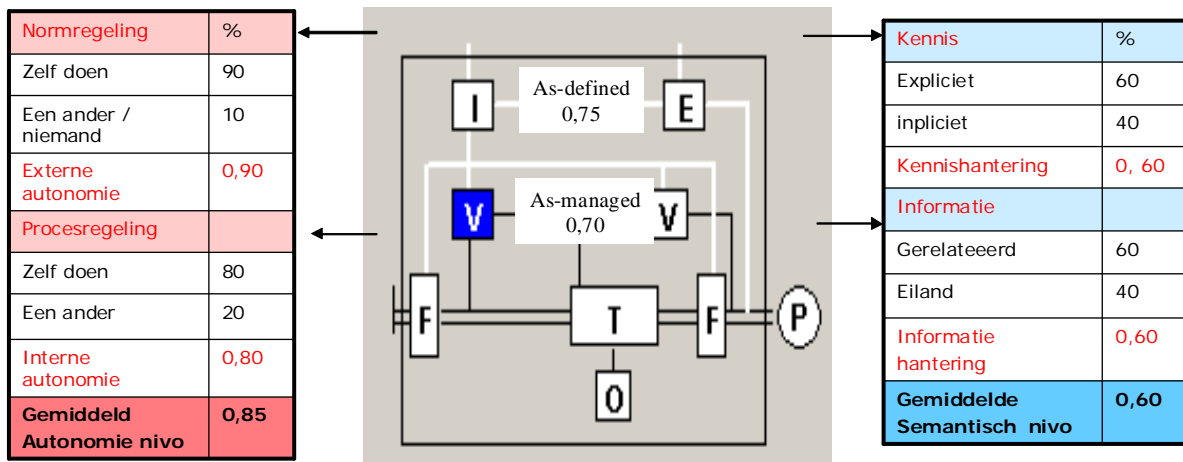 Normregeling %
Zelf doen 90
Een ander / 10
niemand
Externe 0,90
autonomie
Procesregeling
Zelf doen 80
Een ander 20
Interne 0,80
autonomie
Gemiddeld 0,85
Autonomie nivo
I As-defined E
0,75
V As-managed V
0,70
F T F P
O
Kennis %
Expliciet 60
inpliciet 40
Kennishantering 0, 60
Informatie
Gerelateeerd 60
Eiland 40
Informatie 0,60
hantering
Gemiddelde 0,60
Semantisch nivo